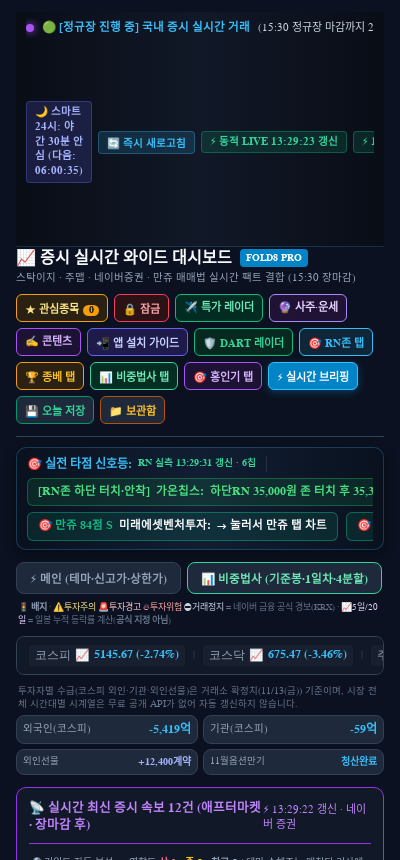 🟢 [정규장 진행 중] 국내 증시 실시간 거래 (15:30 정규장 마감까지 2
🌙 스마트
24시: 야
간 30분 안
심 (다음:
06:00:35)
🔄 즉시 새로고침
⚡ 동적 LIVE 13:29:23 갱신
📈 증시 실시간 와이드 대시보드 FOLD8 PRO
스탁이지 · 주맵 · 네이버증권 · 만쥬 매매법 실시간 팩트 결합 (15:30 장마감)
★ 관심종목 0 🔒 잠금 ✈️ 특가 레이더 🔮 사주·운세
✍️ 콘텐츠 📲 앱 설치 가이드 🛡️ DART 레이더 🎯 RN존 탭
🏆 종베 탭 📊 비중법사 탭 🎯 홍인기 탭 ⚡ 실시간 브리핑
💾 오늘 저장 📁 보관함
🎯 실전 타점 신호등: RN 실측 13:29:31 갱신 · 6칩
[RN존 하단 터치·안착] 가온칩스: 하단RN 35,000원 존 터치 후 35,3
🎯 만쥬 84점 S 미래에셋벤처투자: → 눌러서 만쥬 탭 차트 🎯
⚡ 메인 (테마·신고가·상한가) 📊 비중법사 (기준봉·1일차·4분할)
🚦 배지 · ⚠️투자주의 🚨투자경고 투자위험 ⛔거래정지 = 네이버 금융 공식 경보(KRX) · 📈5일/20
일 = 일봉 누적 등락률 계산(공식 지정 아님)
코스피 📈 5145.67 (-2.74%) 코스닥 📈 675.47 (-3.46%)
투자자별 수급(코스피 외인·기관·외인선물)은 거래소 확정치(11/13(금)) 기준이며, 시장 전
체 시간대별 시계열은 무료 공개 API가 없어 자동 갱신하지 않습니다.
외국인(코스피) -5,419억 기관(코스피) -59억
외인선물 +12,400계약 11월옵션만기 청산완료
📡 실시간 최신 증시 속보 12건 (애프터마켓
· 장마감 후)
⚡ 13:29:22 갱신 · 네이
버 증권